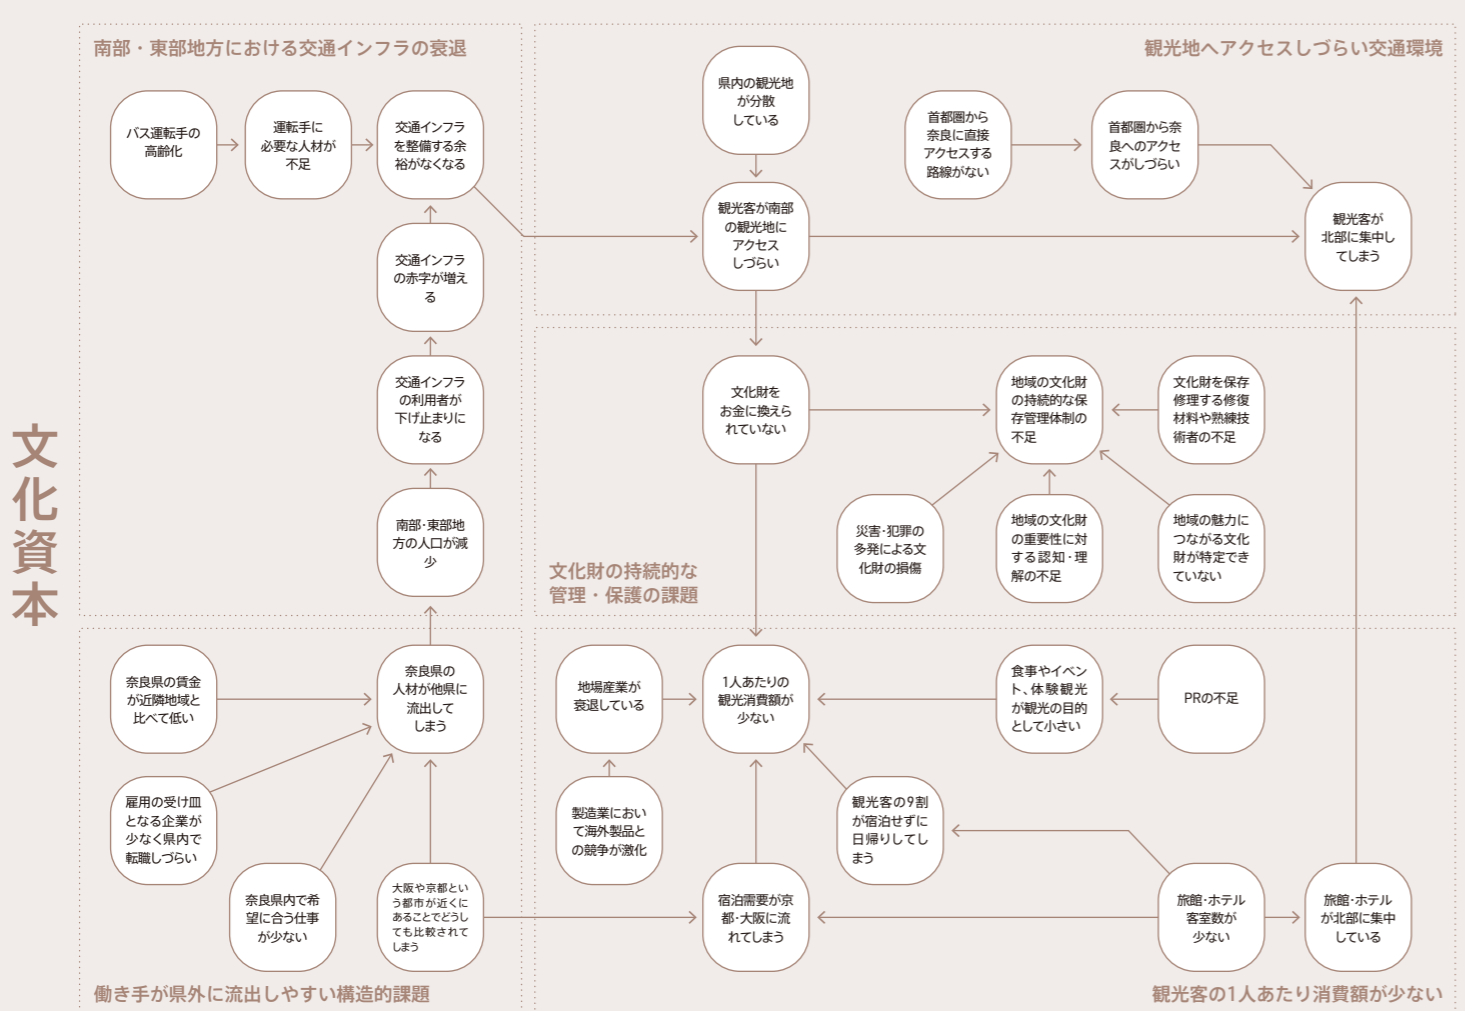 文化資本
南部・東部地方における交通インフラの衰退
バス運転手の
高齢化
運転手に
必要な人材が
不足
交通インフラ
を整備する余
裕がなくなる
交通インフラ
の赤字が増え
る
交通インフラ
の利用者が
下げ止まりに
なる
南部・東部地
方の人口が減
少
観光地へアクセスしづらい交通環境
県内の観光地
が分散
している
首都圏から
奈良に直接
アクセスする
路線がない
首都圏から奈
良へのアクセ
スがしづらい
観光客が南部
の観光地に
アクセス
しづらい
観光客が
北部に集中し
てしまう
文化財を
お金に換えら
れていない
地域の文化財
の持続的な保
存管理体制の
不足
文化財を保存
修理する修復
材料や熟練技
術者の不足
災害・犯罪の
多発による文
化財の損傷
地域の文化財
の重要性に対
する認知・理
解の不足
地域の魅力に
つながる文化
財が特定でき
ていない
文化財の持続的な
管理・保護の課題
奈良県の賃金
が近隣地域と
比べて低い
奈良県の
人材が他県に
流出して
しまう
雇用の受け皿
となる企業が
少なく県内で
転職しづらい
奈良県内で希
望に合う仕事
が少ない
大阪や京都とい
う都市が近くに
あることでどうし
ても比較されて
しまう
働き手が県外に流出しやすい構造的課題
地場産業が
衰退している
1人あたりの
観光消費額が
少ない
食事やイベン
ト、体験観光
が観光の目的
として小さい
PRの不足
製造業におい
て海外製品と
の競争が激化
観光客の9割
が宿泊せずに
日帰りしてし
まう
宿泊需要が京
都・大阪に流
れてしまう
旅館・ホテル
客室数が
少ない
旅館・ホテル
が北部に集中
している
観光客の1人あたり消費額が少ない